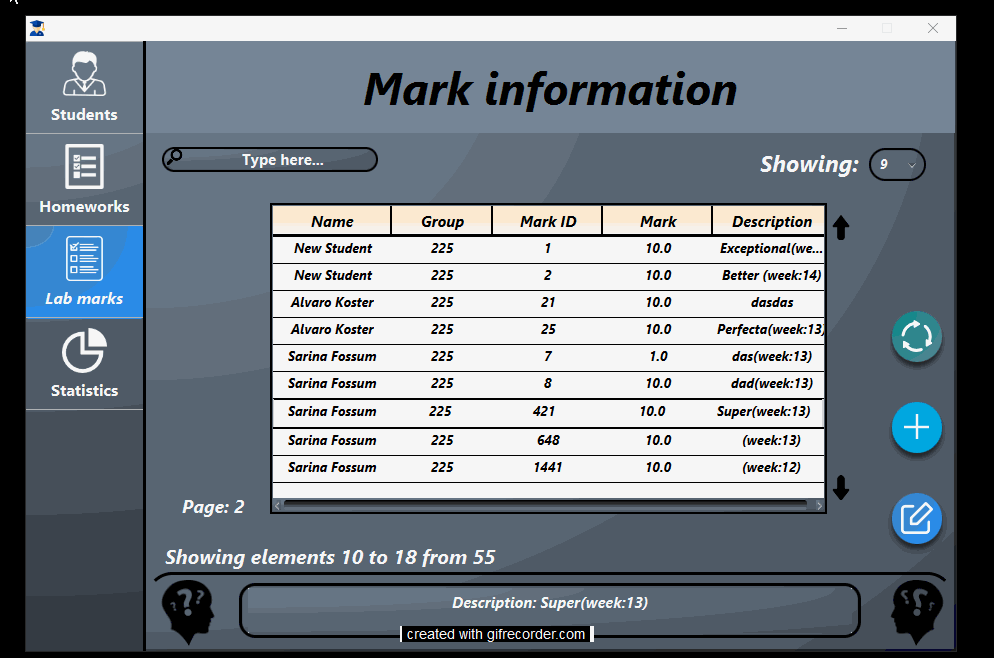 Mark information
Students
Homeworks
Lab marks
Statistics
Type here...
Showing: 9
Name Group Mark ID Mark Description
New Student 225 1 10.0 Exceptional(we...
New Student 225 2 10.0 Better (week:14)
Alvaro Koster 225 21 10.0 dasdas
Alvaro Koster 225 25 10.0 Perfecta(week:13)
Sarina Fossum 225 7 1.0 das(week:13)
Sarina Fossum 225 8 10.0 dad(week:13)
Sarina Fossum 225 421 10.0 Super(week:13)
Sarina Fossum 225 648 10.0 (week:13)
Sarina Fossum 225 1441 10.0 (week:12)
Page: 2
Showing elements 10 to 18 from 55
Description: Super(week:13)
created with gifrecorder.com